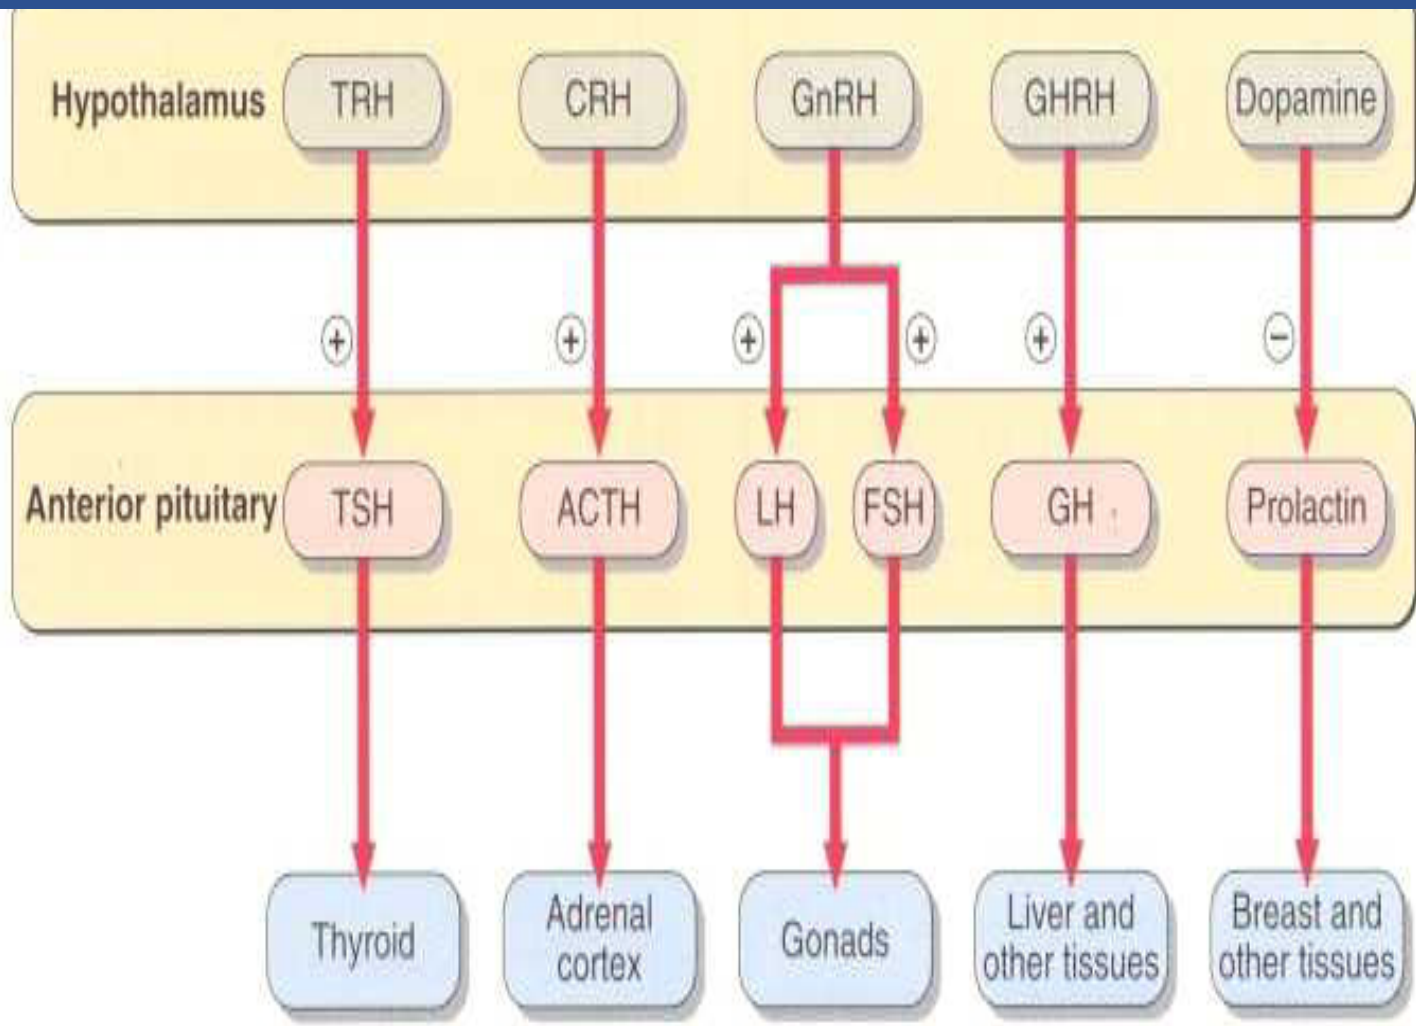 Hypothalamus TRH CRH GnRH GHRH Dopamine
+ + + + + −
Anterior pituitary TSH ACTH LH FSH GH Prolactin
Thyroid
Adrenal
cortex
Gonads
Liver and
other tissues
Breast and
other tissues